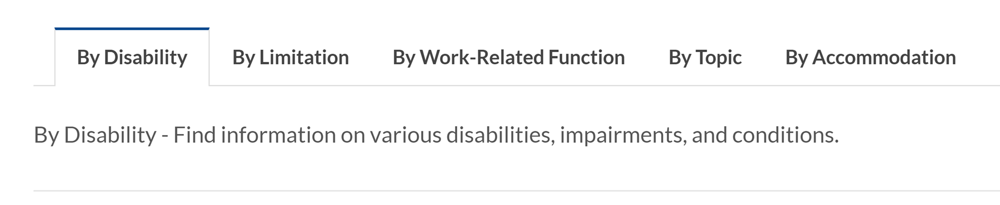 By Disability By Limitation By Work-Related Function By Topic By Accommodation
By Disability - Find information on various disabilities, impairments, and conditions.